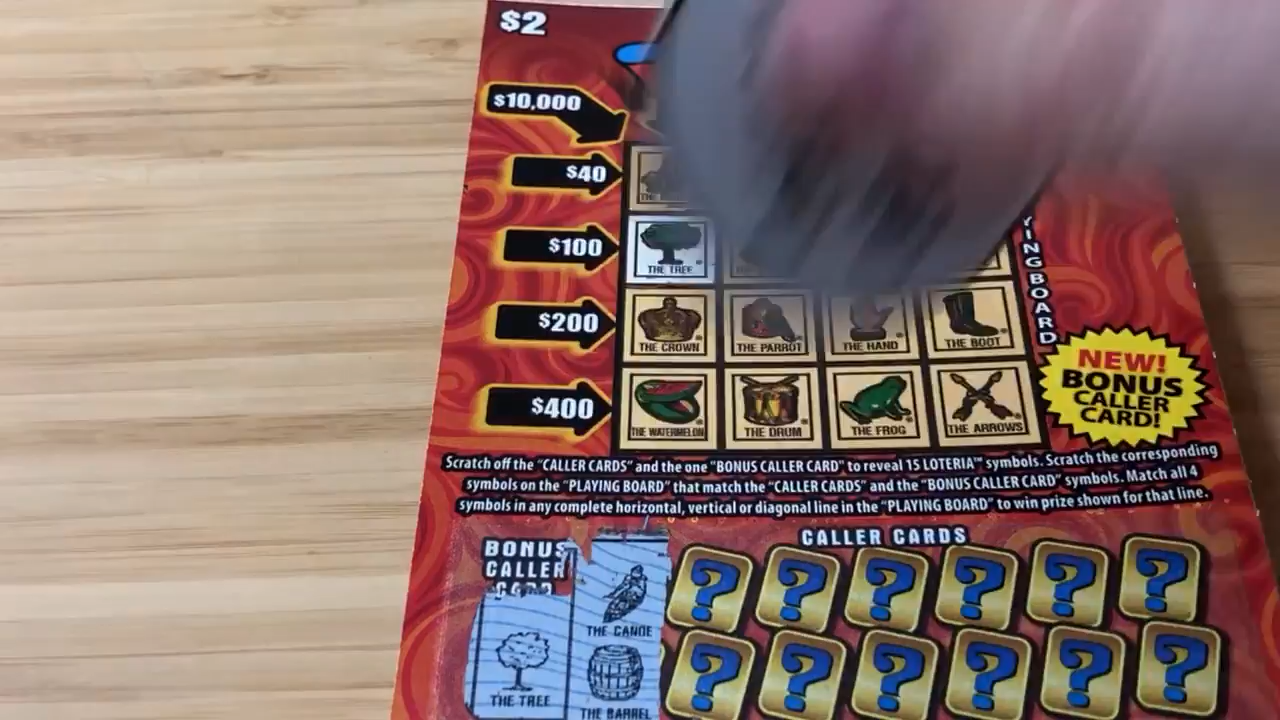 $2
$10,000
$40
$100
THE TREE
$200
THE CROWN THE PARROT THE HAND THE BOOT
YINGBOARD
$400
THE WATERMELON THE DRUM THE FROG THE ARROWS
NEW!
BONUS
CALLER
CARD!
Scratch off the "CALLER CARDS" and the one "BONUS CALLER CARD" to reveal 15 LOTERIA™ symbols. Scratch the corresponding
symbols on the "PLAYING BOARD" that match the "CALLER CARDS" and the "BONUS CALLER CARD" symbols. Match all 4
symbols in any complete horizontal, vertical or diagonal line in the "PLAYING BOARD" to win prize shown for that line.
CALLER CARDS
BONUS
CALLER
CARD
THE CANOE
? ? ? ? ? ?
THE TREE
THE BARREL
? ? ? ? ? ?